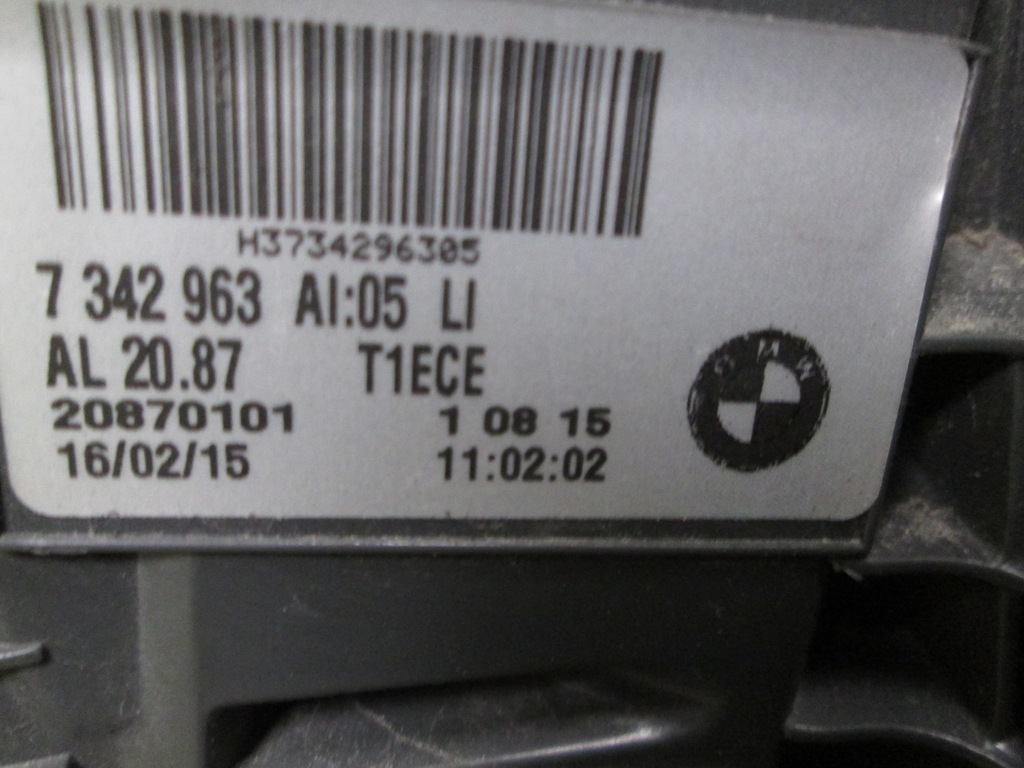 H3734296305
7 342 963 AI:05 LI
AL 20.87 T1ECE
20870101 1 08 15
16/02/15 11:02:02
BMW